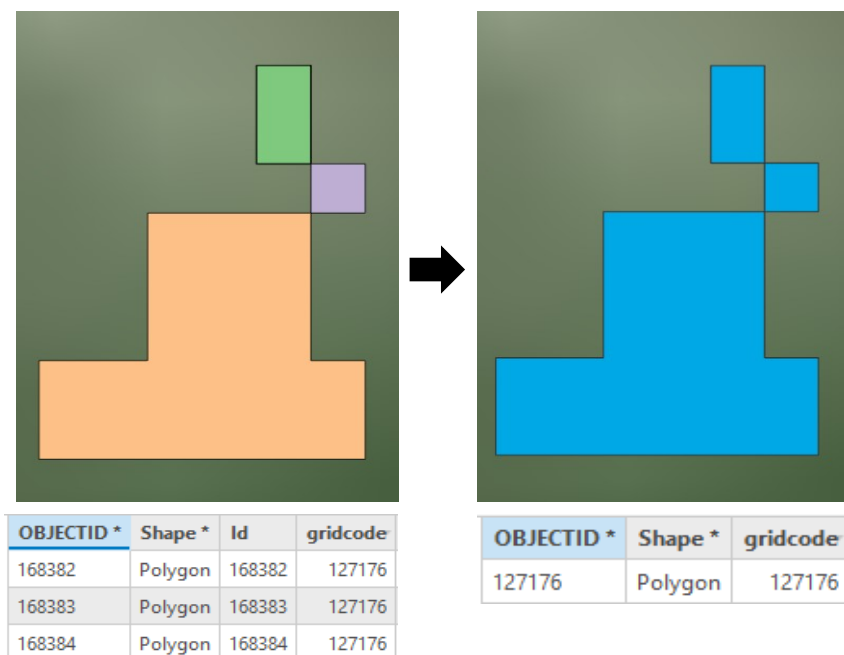 OBJECTID * Shape * Id gridcode
168382 Polygon 168382 127176
168383 Polygon 168383 127176
168384 Polygon 168384 127176
OBJECTID * Shape * gridcode
127176 Polygon 127176